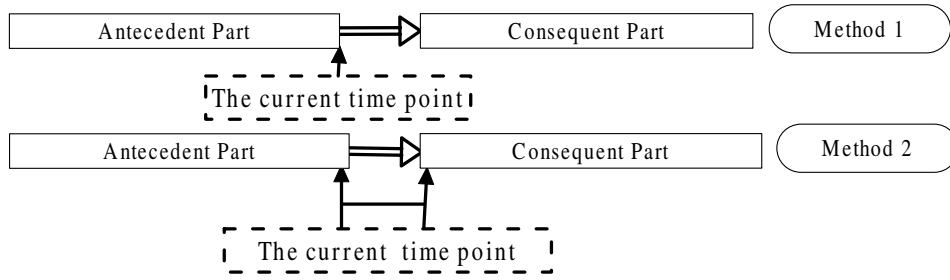 Antecedent Part Consequent Part Method 1
The current time point
Antecedent Part Consequent Part Method 2
The current time point